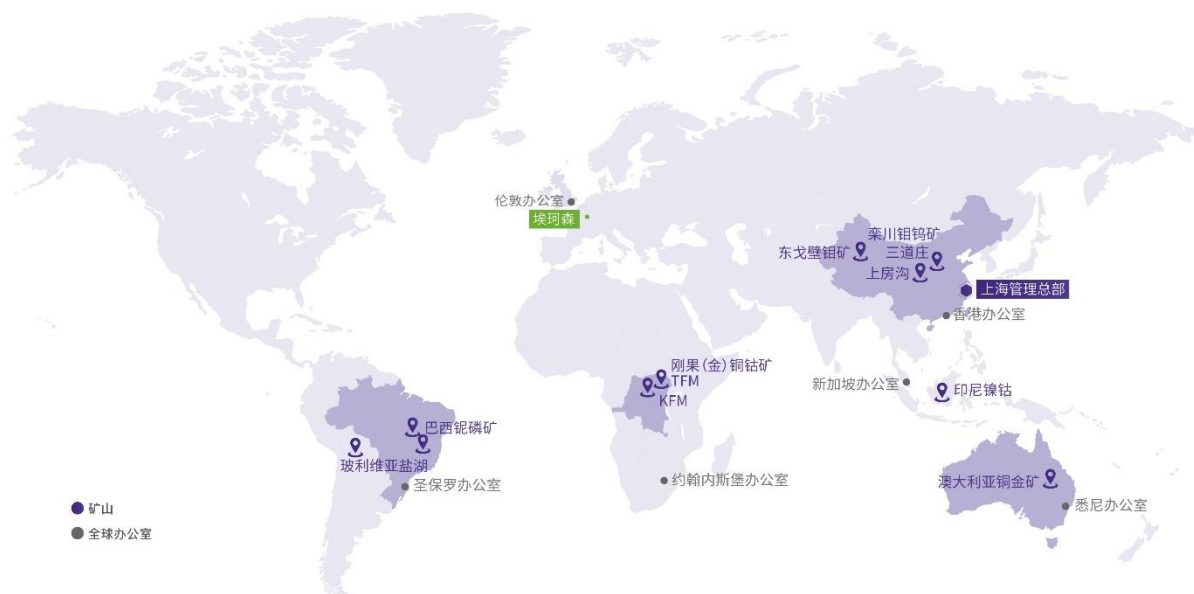 伦敦办公室
埃珂森
栾川钼钨矿
东戈壁钼矿
三道庄
上房沟
上海管理总部
香港办公室
刚果(金)铜钴矿
TFM
KFM
新加坡办公室
印尼镍钴
巴西铌磷矿
玻利维亚盐湖
圣保罗办公室
约翰内斯堡办公室
澳大利亚铜金矿
悉尼办公室
矿山
全球办公室